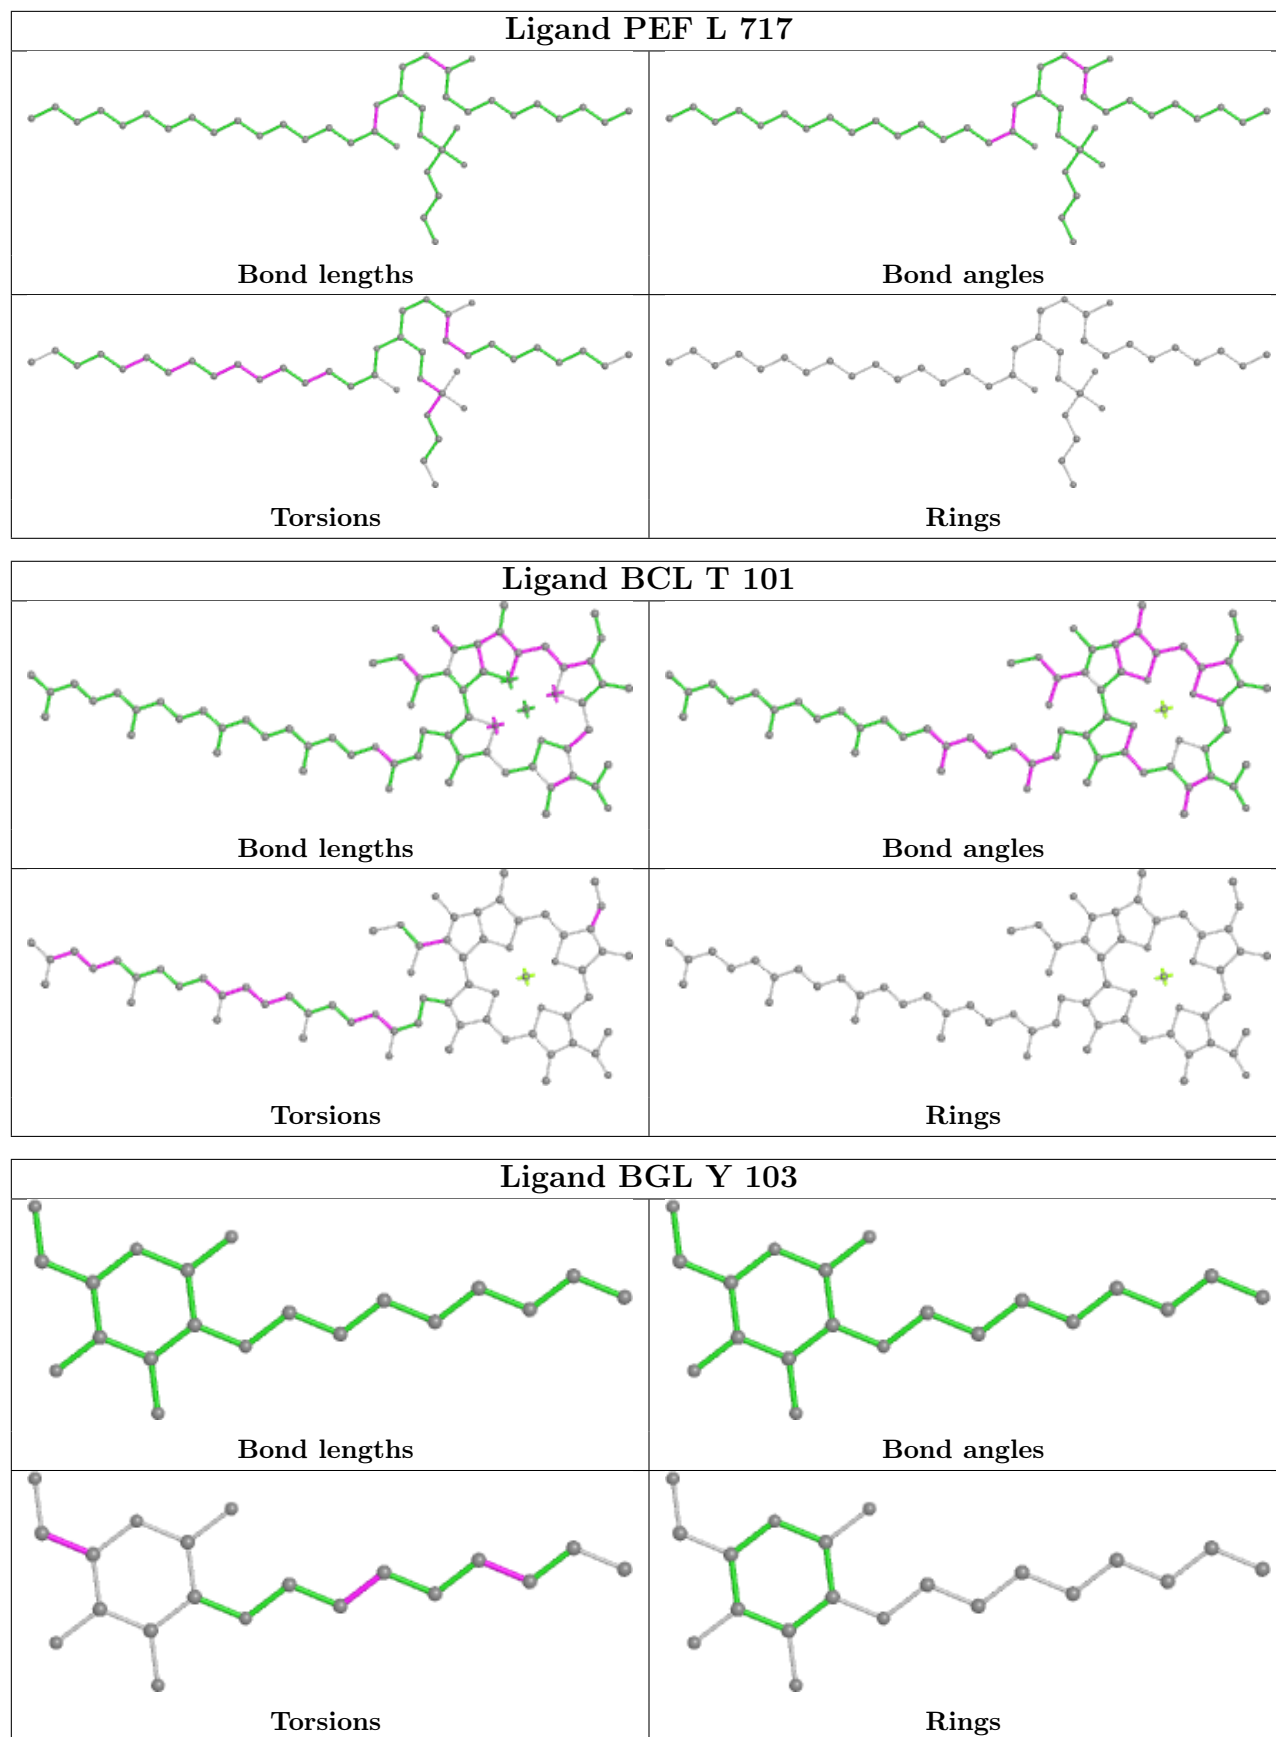 Ligand PEF L 717
Bond lengths
Bond angles
Torsions
Rings
Ligand BCL T 101
Bond lengths
Bond angles
Torsions
Rings
Ligand BGL Y 103
Bond lengths
Bond angles
Torsions
Rings